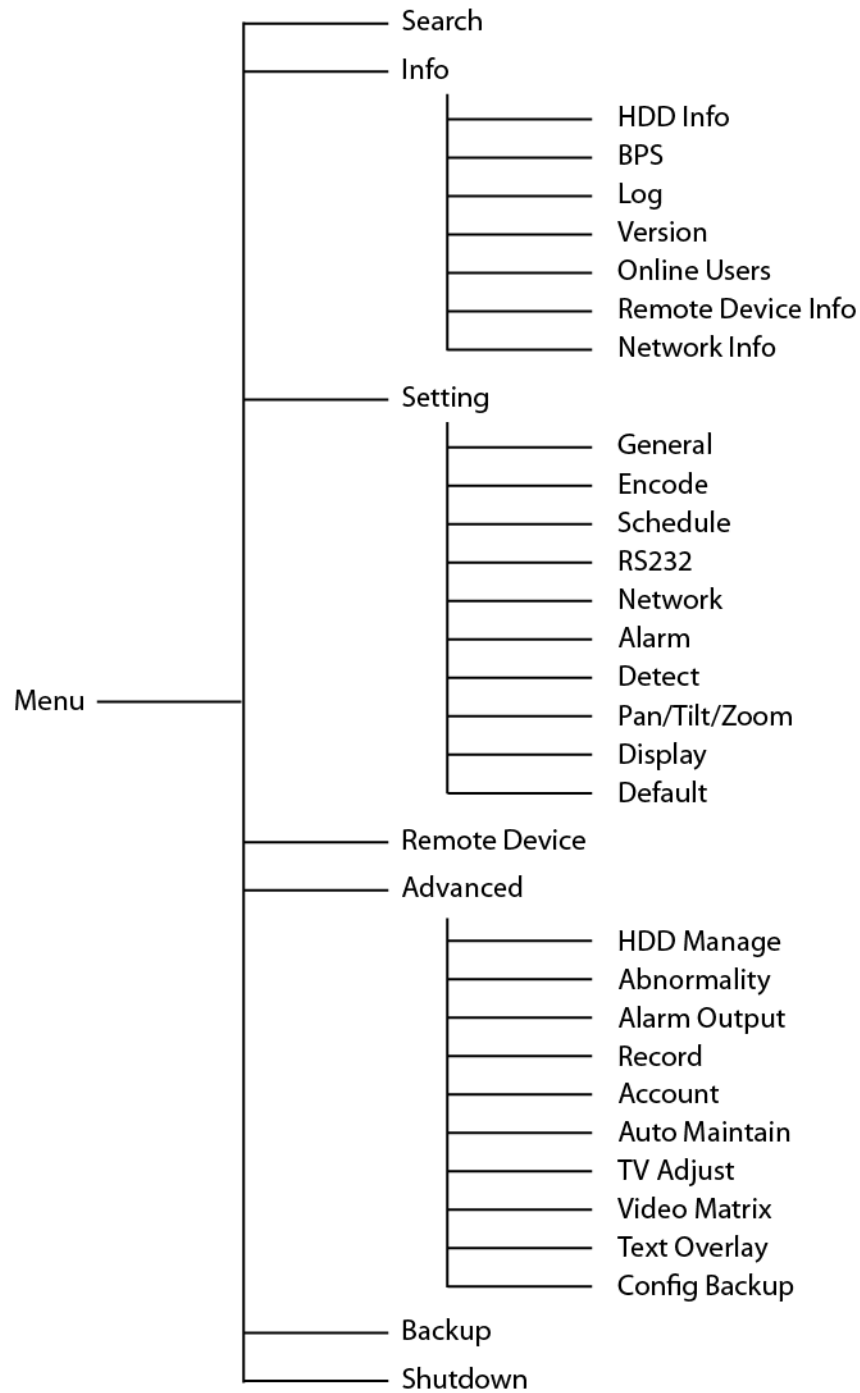 Search
Info
HDD Info
BPS
Log
Version
Online Users
Remote Device Info
Network Info
Setting
General
Encode
Schedule
RS232
Network
Alarm
Detect
Menu
Pan/Tilt/Zoom
Display
Default
Remote Device
Advanced
HDD Manage
Abnormality
Alarm Output
Record
Account
Auto Maintain
TV Adjust
Video Matrix
Text Overlay
Config Backup
Backup
Shutdown